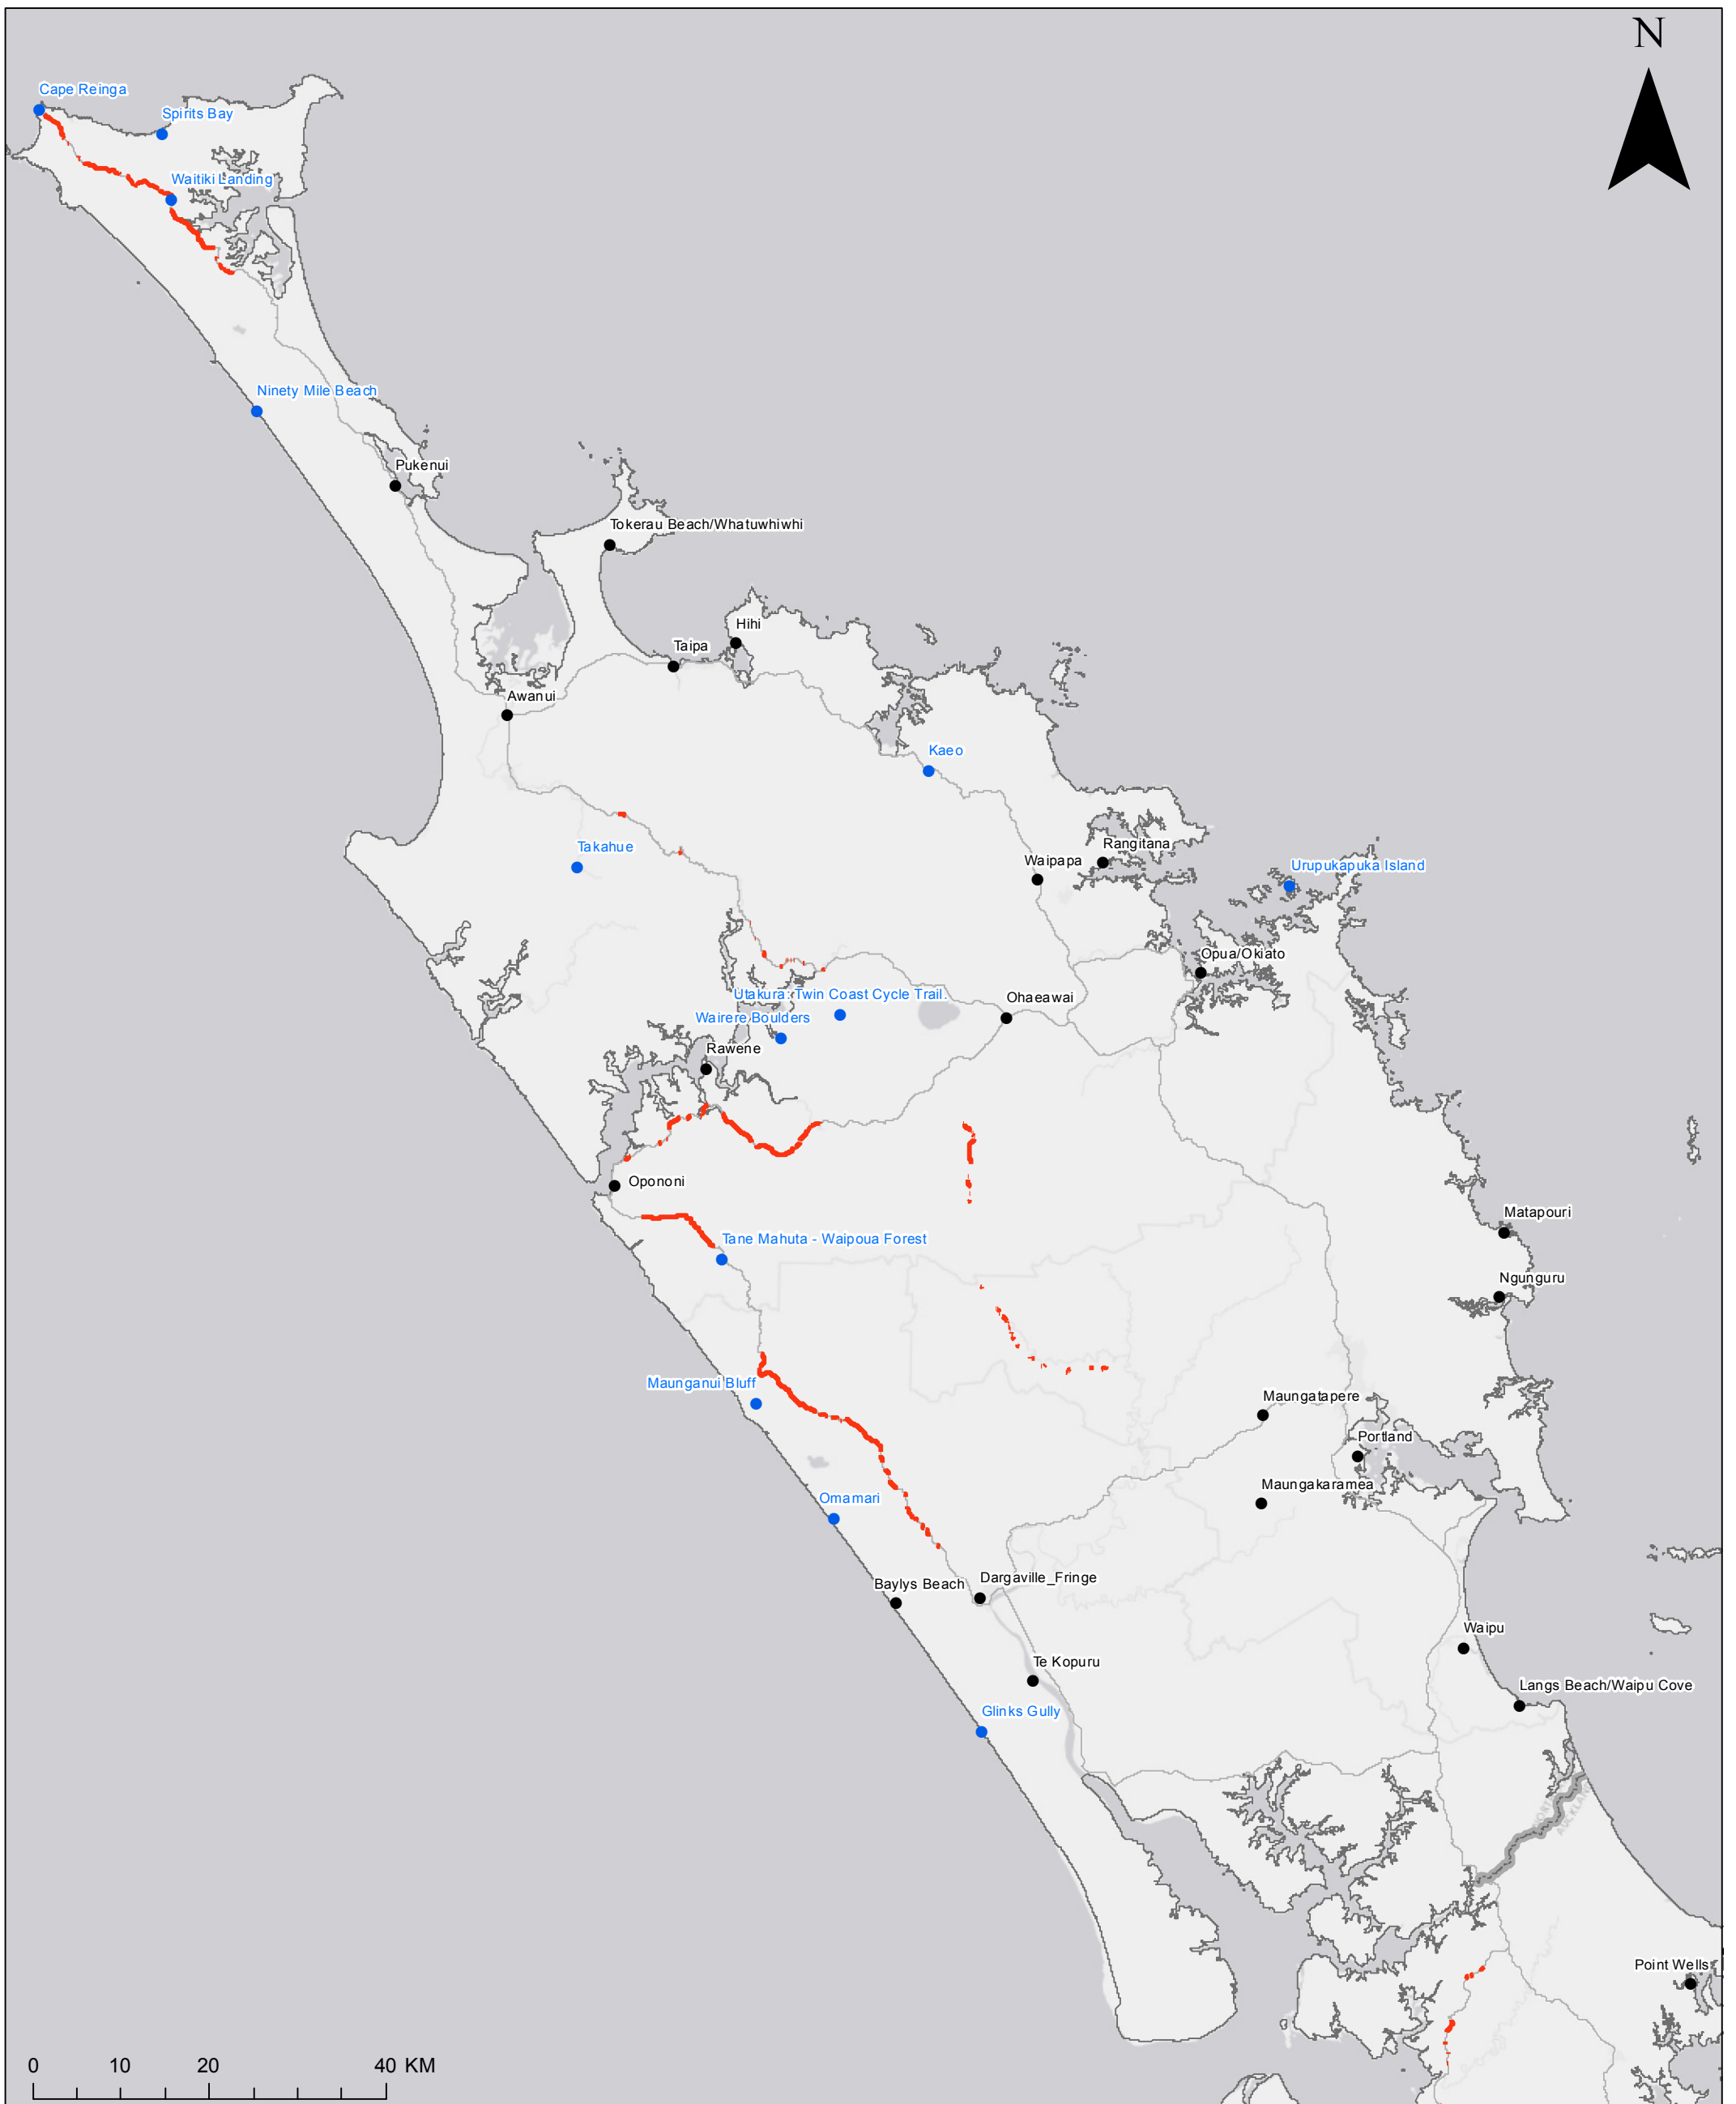 N
Cape Reinga
Spirits Bay
Waitiki Landing
Ninety Mile Beach
Pukenui
Tokerau Beach/Whatuwhiwhi
Hihi
Taipa
Awanui
Kaeo
Takahue
Waipapa
Rangitana
Urupukapuka Island
Opua/Okiato
Utakura: Twin Coast Cycle Trail.
Ohaeawai
Wairere Boulders
Rawene
Opononi
Matapouri
Tane Mahuta - Waipoua Forest
Ngunguru
Maunganui Bluff
Maungatapere
Portland
Maungakaramea
Omamari
Baylys Beach
Dargaville_Fringe
Waipu
Te Kopuru
Langs Beach/Waipu Cove
Glinks Gully
Point Wells
0 10 20 40 KM